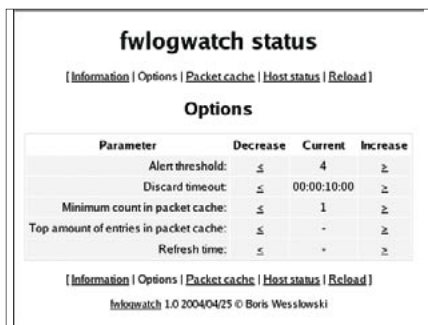 fwlogwatch status
[ Information | Options | Packet cache | Host status | Reload ]
Options
Parameter Decrease Current Increase
Alert threshold: < 4 >
Discard timeout: < 00:00:10:00 >
Minimum count in packet cache: < 1 >
Top amount of entries in packet cache: < - >
Refresh time: < - >
[ Information | Options | Packet cache | Host status | Reload ]
fwlogwatch 1.0 2004/04/25 © Boris Wesslowski